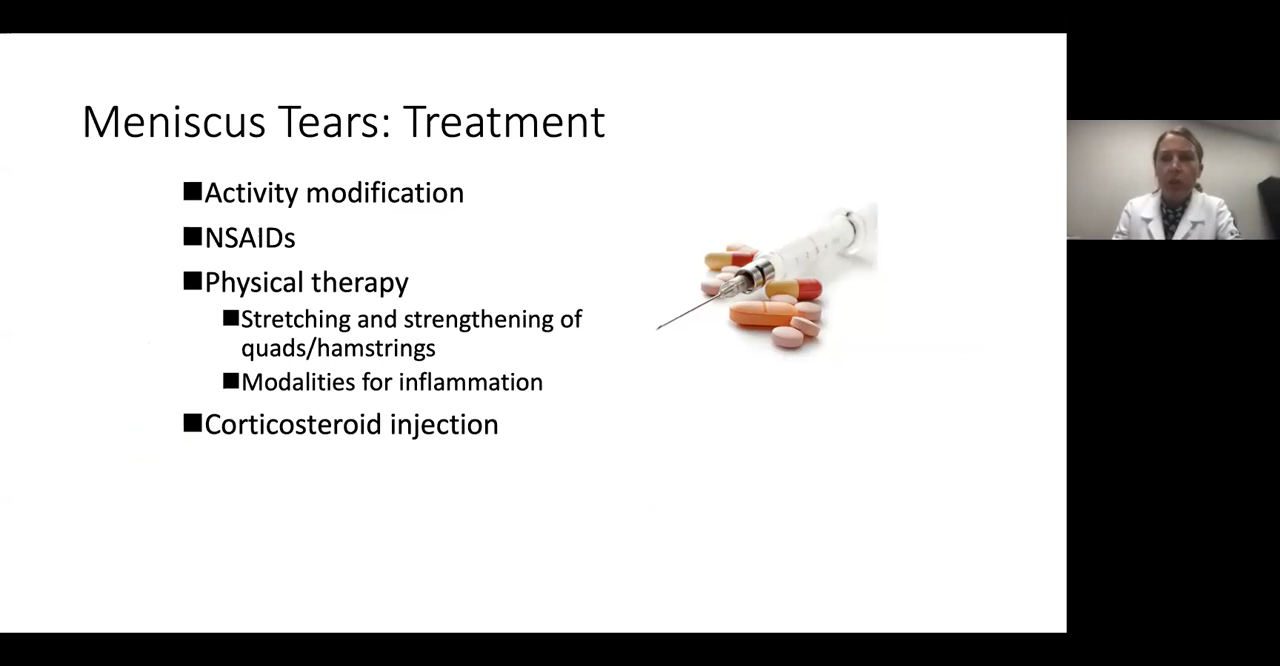 Meniscus Tears: Treatment
■Activity modification
■NSAIDs
■Physical therapy
■Stretching and strengthening of
quads/hamstrings
■Modalities for inflammation
■Corticosteroid injection